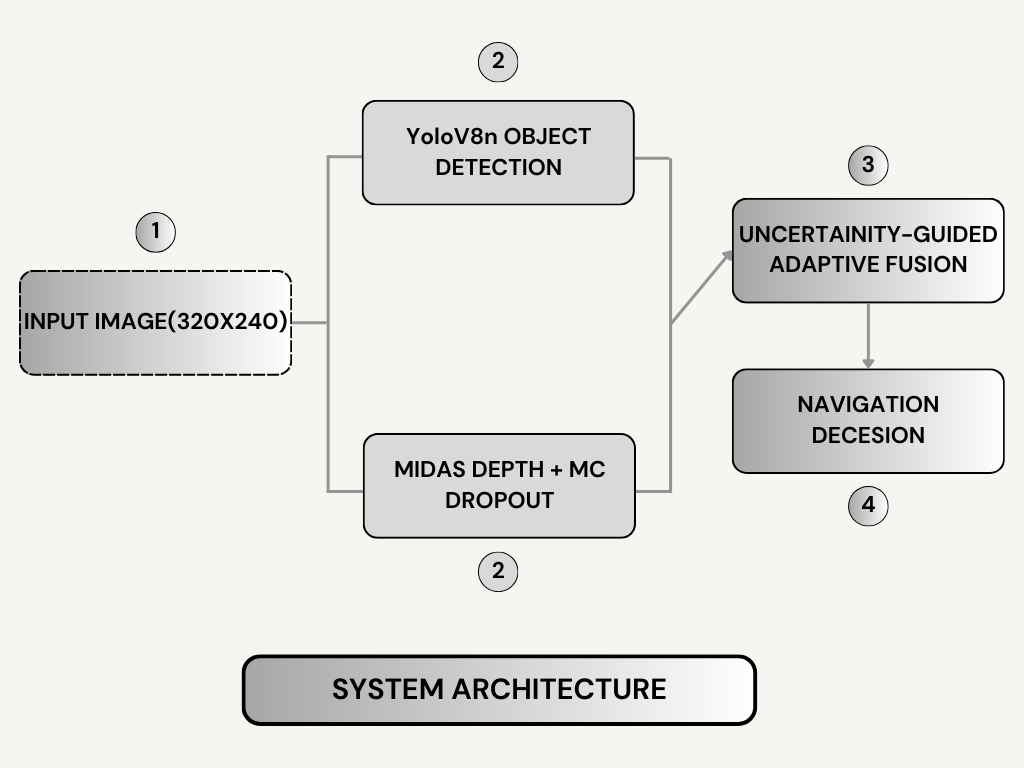 2
YoloV8n OBJECT
DETECTION
1
INPUT IMAGE(320X240)
MIDAS DEPTH + MC
DROPOUT
2
3
UNCERTAINITY-GUIDED
ADAPTIVE FUSION
NAVIGATION
DECESION
4
SYSTEM ARCHITECTURE